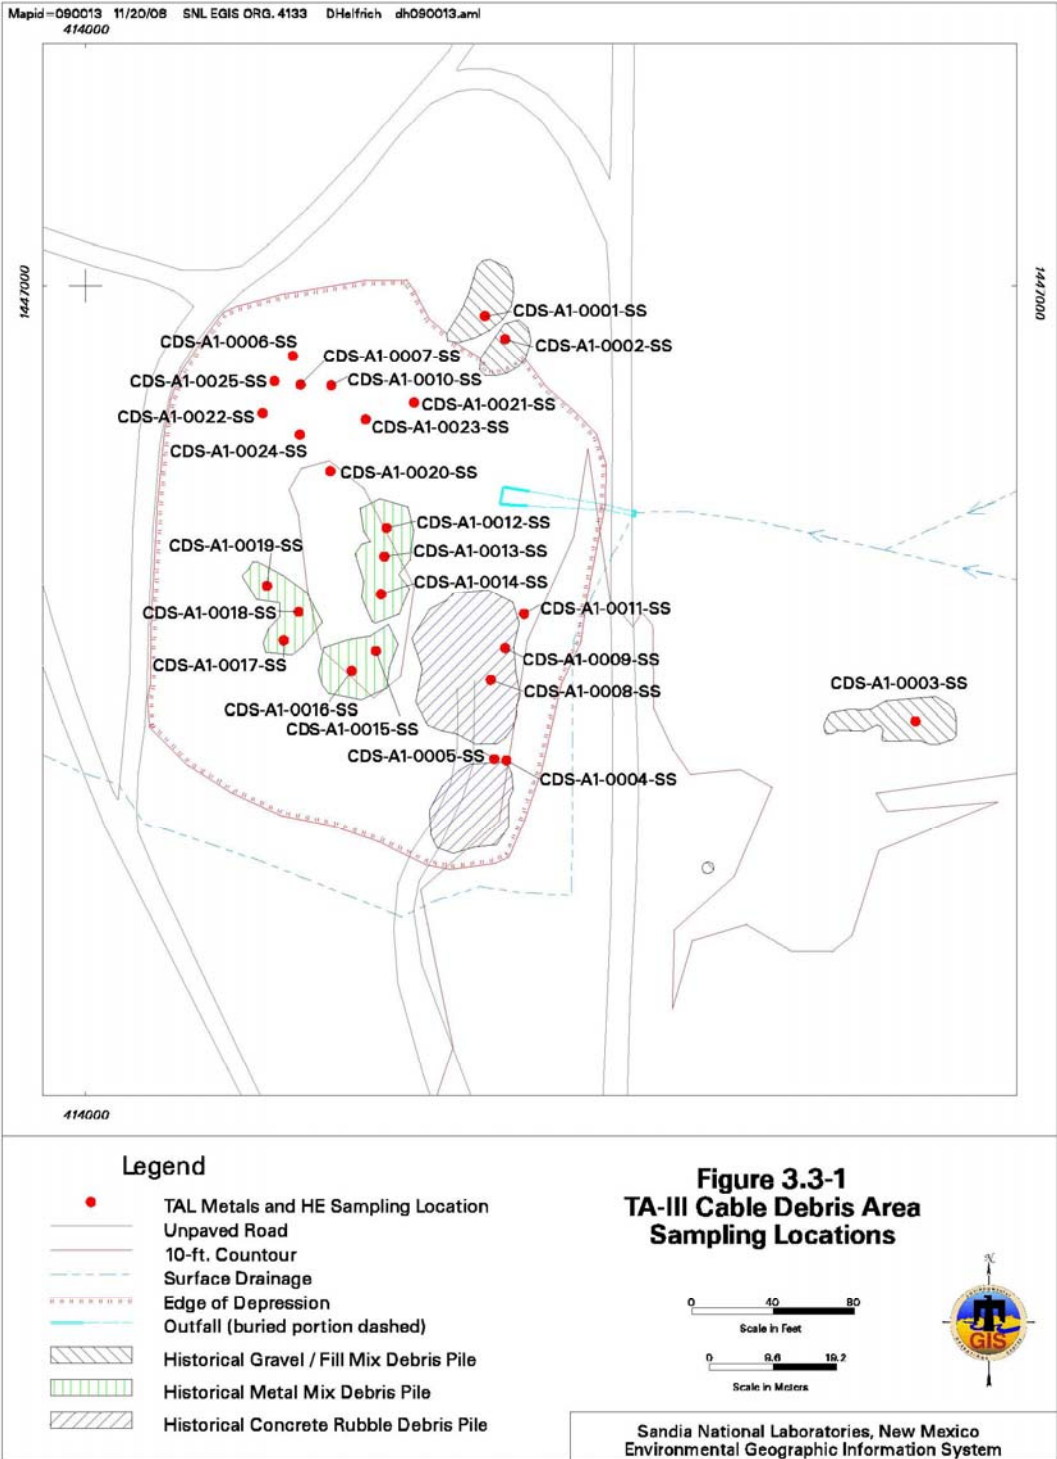 Mapid=090013 11/20/08 SNL EGIS ORG. 4133 DHelfrich dh090013.aml
414000
1447000
1447000
CDS-A1-0001-SS
CDS-A1-0002-SS
CDS-A1-0006-SS
CDS-A1-0007-SS
CDS-A1-0025-SS
CDS-A1-0010-SS
CDS-A1-0021-SS
CDS-A1-0022-SS
CDS-A1-0023-SS
CDS-A1-0024-SS
CDS-A1-0020-SS
CDS-A1-0012-SS
CDS-A1-0019-SS
CDS-A1-0013-SS
CDS-A1-0014-SS
CDS-A1-0018-SS
CDS-A1-0011-SS
CDS-A1-0017-SS
CDS-A1-0009-SS
CDS-A1-0003-SS
CDS-A1-0008-SS
CDS-A1-0016-SS
CDS-A1-0015-SS
CDS-A1-0005-SS
CDS-A1-0004-SS
414000
Legend
TAL Metals and HE Sampling Location
Unpaved Road
10-ft. Countour
Surface Drainage
Edge of Depression
Outfall (buried portion dashed)
Historical Gravel / Fill Mix Debris Pile
Historical Metal Mix Debris Pile
Historical Concrete Rubble Debris Pile
Figure 3.3-1
TA-III Cable Debris Area
Sampling Locations
0 40 80
Scale in Feet
0 9.6 19.2
Scale in Meters
N
GIS
Sandia National Laboratories, New Mexico
Environmental Geographic Information System